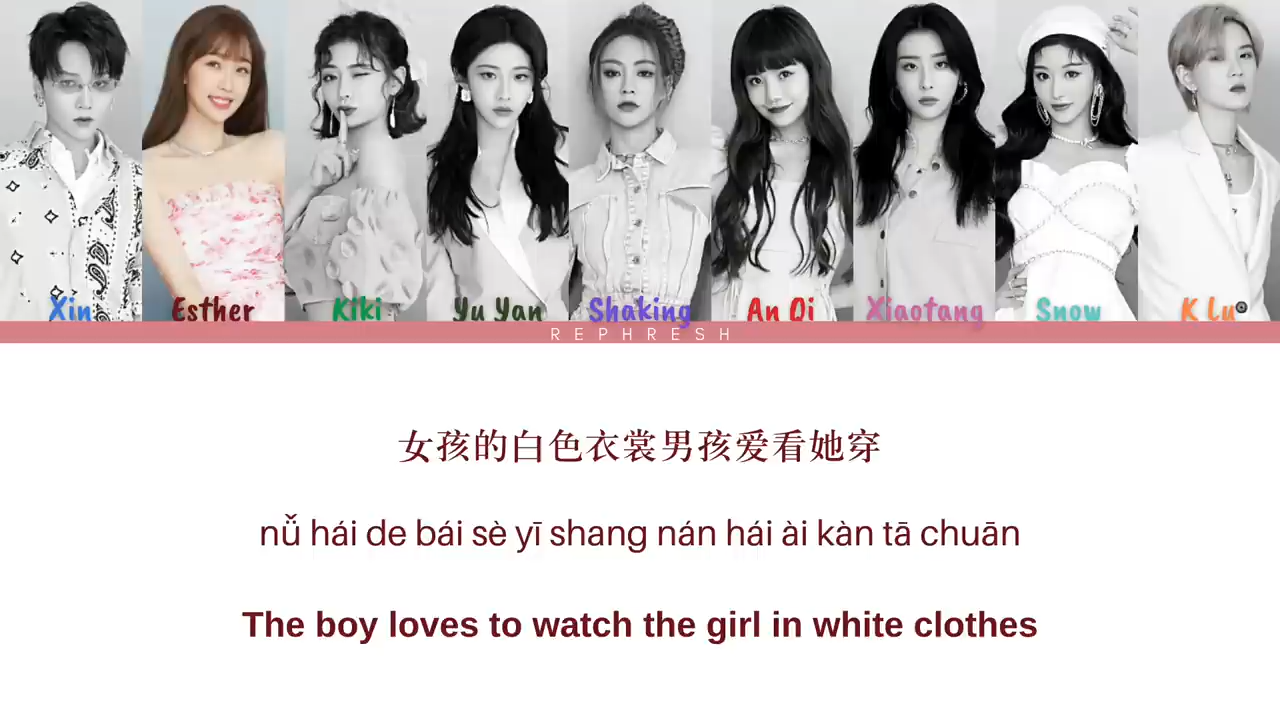 Xin Esther Kiki Yu Yan Shaking An Qi Xiaotang Snow K Lu
REPHRESH
女孩的白色衣裳男孩爱看她穿
nǚ hái de bái sè yī shang nán hái ài kàn tā chuān
The boy loves to watch the girl in white clothes